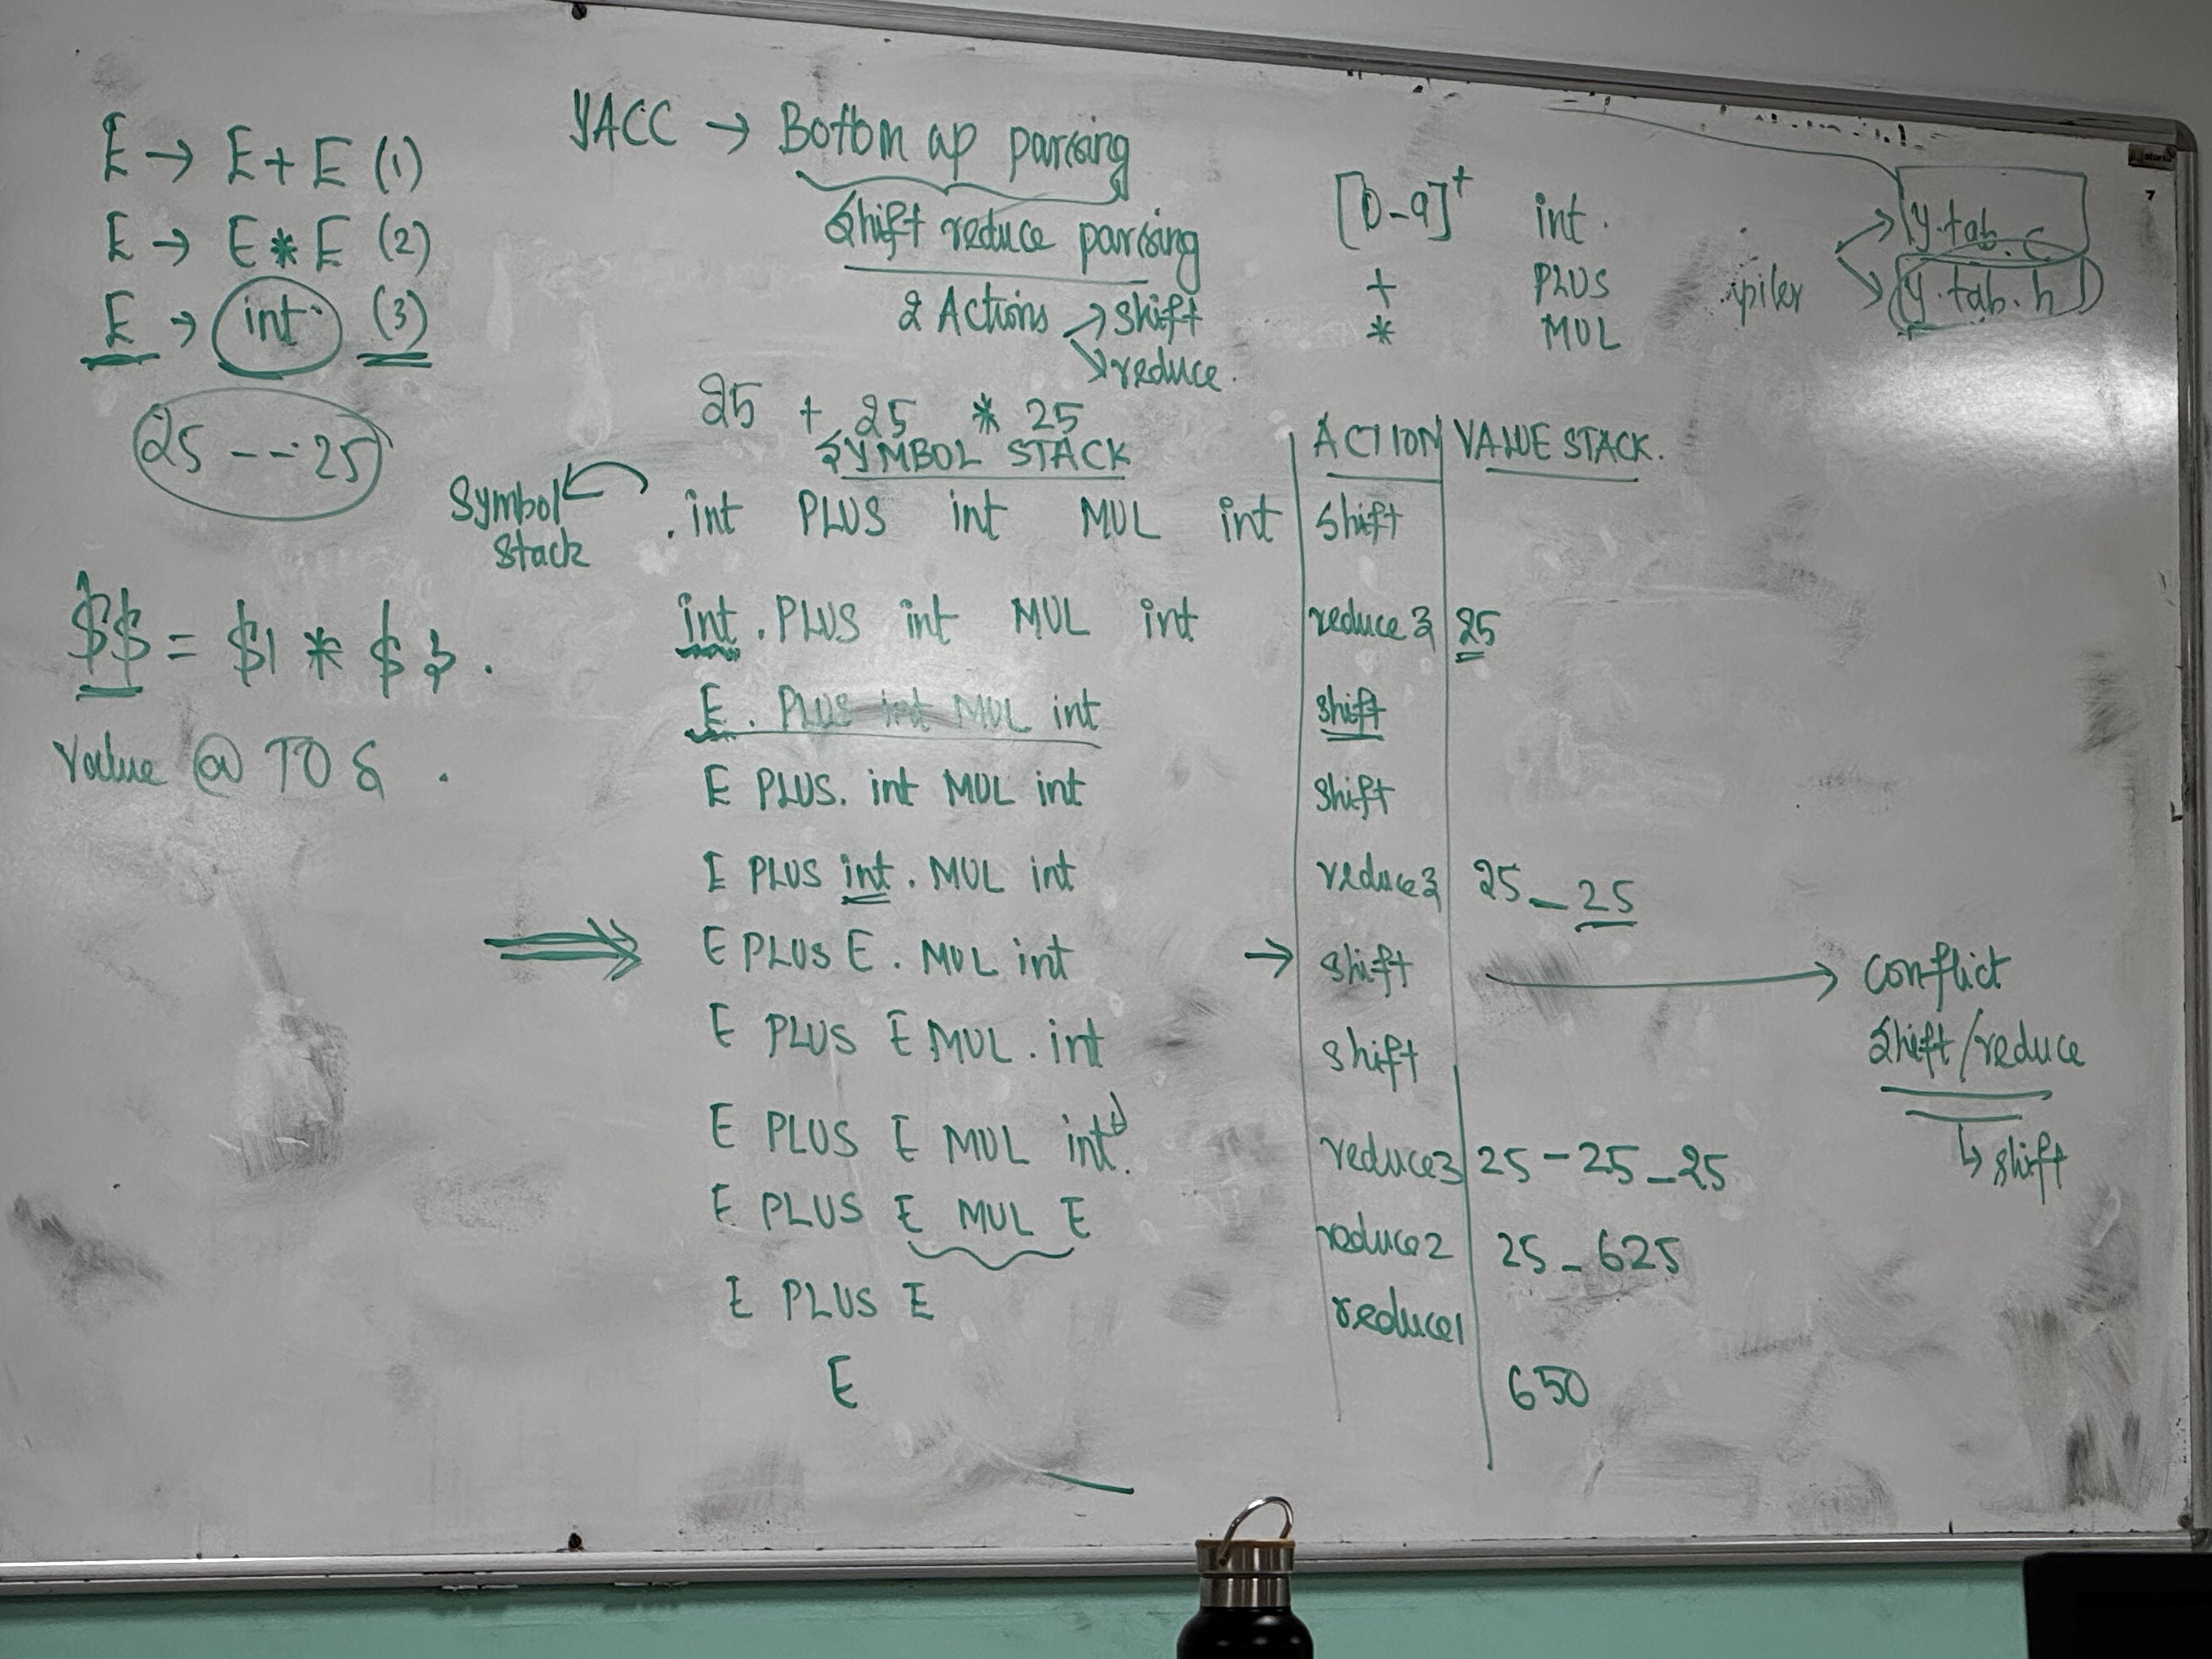 YACC → Bottom up parsing
Shift reduce parsing
2 Actions → shift
→ reduce.
E → E + E (1)
E → E * E (2)
E → int (3)
25 - - - 25
$$ = $1 * $3.
Value @ TOS.
[0-9]+ int.
+ PLUS
* MUL
piler → y.tab.c
→ y.tab.h
25 + 25 * 25
Symbol Stack
SYMBOL STACK | ACTION | VALUE STACK.
. int PLUS int MUL int | shift
int . PLUS int MUL int | reduce 3 | 25
E . PLUS int MUL int | shift
E PLUS . int MUL int | shift
E PLUS int . MUL int | reduce 3 | 25 _ 25
⇒ E PLUS E . MUL int → | shift → conflict
shift/reduce
↳ shift
E PLUS E MUL . int | shift
E PLUS E MUL int . | reduce 3 | 25 - 25 _ 25
E PLUS E MUL E | reduce 2 | 25 - 625
E PLUS E | reduce 1
E | 650